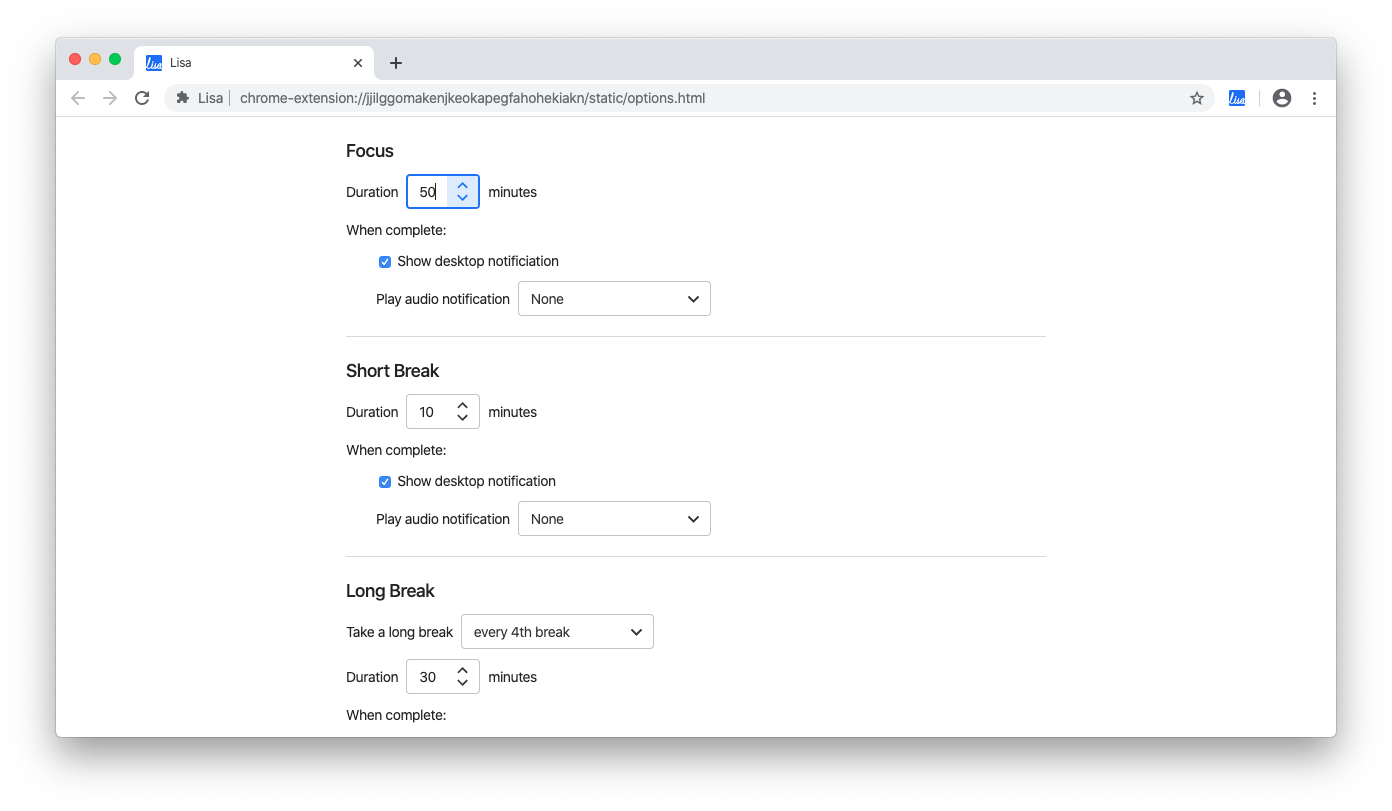 Lisa
Lisa chrome-extension://jjilggomakenjkeokapegfahohekiakn/static/options.html
Focus
Duration 50 minutes
When complete:
Show desktop notificiation
Play audio notification None
Short Break
Duration 10 minutes
When complete:
Show desktop notification
Play audio notification None
Long Break
Take a long break every 4th break
Duration 30 minutes
When complete: